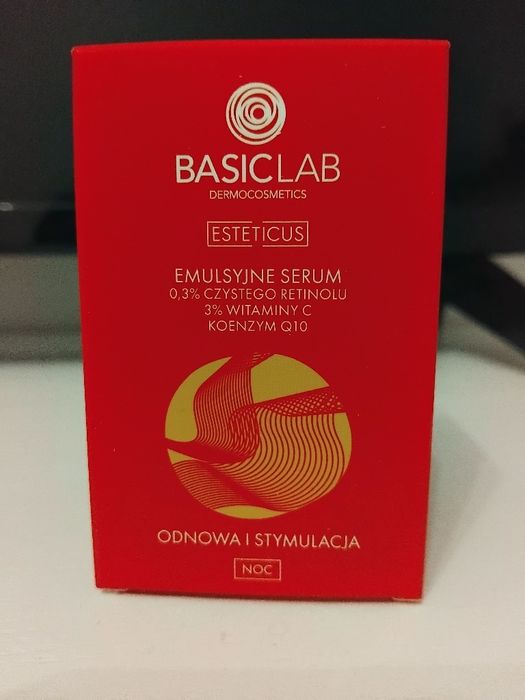 BASICLAB
DERMOCOSMETICS
ESTETICUS
EMULSYJNE SERUM
0,3% CZYSTEGO RETINOLU
3% WITAMINY C
KOENZYM Q10
ODNOWA I STYMULACJA
NOC